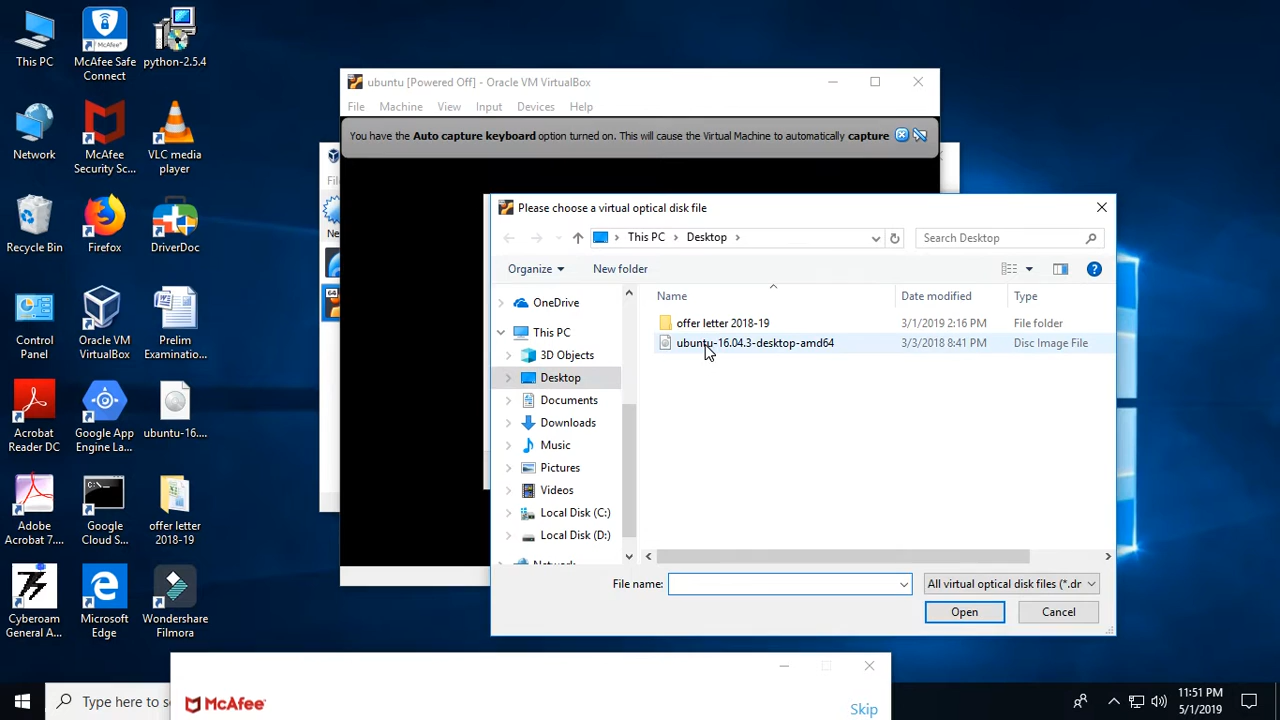 This PC
McAfee Safe
Connect
python-2.5.4
Network
McAfee
Security Sc...
VLC media
player
Recycle Bin
Firefox
DriverDoc
Control
Panel
Oracle VM
VirtualBox
Prelim
Examinatio...
Acrobat
Reader DC
Google App
Engine La...
ubuntu-16....
Adobe
Acrobat 7....
Google
Cloud S...
offer letter
2018-19
Cyberoam
General A...
Microsoft
Edge
Wondershare
Filmora
ubuntu [Powered Off] - Oracle VM VirtualBox
File Machine View Input Devices Help
You have the Auto capture keyboard option turned on. This will cause the Virtual Machine to automatically capture
64
Please choose a virtual optical disk file
This PC > Desktop >
Search Desktop
Organize New folder
Name Date modified Type
offer letter 2018-19 3/1/2019 2:16 PM File folder
ubuntu-16.04.3-desktop-amd64 3/3/2018 8:41 PM Disc Image File
OneDrive
This PC
3D Objects
Desktop
Documents
Downloads
Music
Pictures
Videos
Local Disk (C:)
Local Disk (D:)
Network
File name: All virtual optical disk files (*.dr
Open Cancel
McAfee
Skip
Type here to s
11:51 PM
5/1/2019